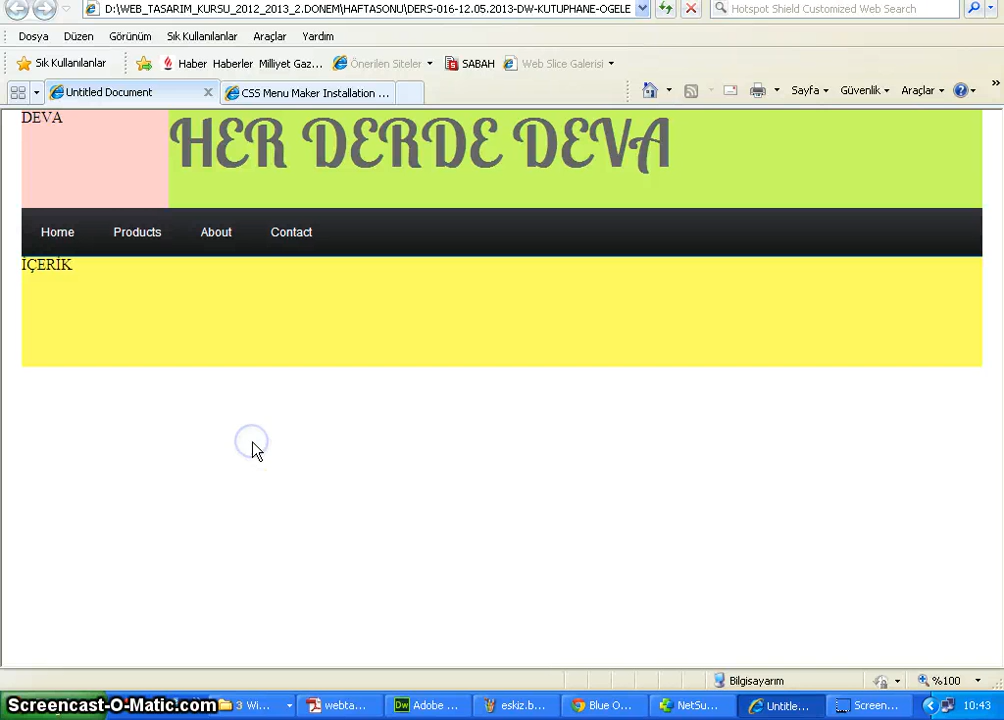 D:\WEB_TASARIM_KURSU_2012_2013_2.DONEM\HAFTASONU\DERS-016-12.05.2013-DW-KUTUPHANE-OGELE
Hotspot Shield Customized Web Search
Dosya Düzen Görünüm Sık Kullanılanlar Araçlar Yardım
Sık Kullanılanlar Haber Haberler Milliyet Gaz... Önerilen Siteler SABAH Web Slice Galerisi
Untitled Document CSS Menu Maker Installation ... Sayfa Güvenlik Araçlar
DEVA
HER DERDE DEVA
Home Products About Contact
İÇERİK
Bilgisayarım %100
Screencast-O-Matic.com 3 Wi... webta... Adobe ... eskiz.b... Blue O... NetSu... Untitle... Screen... 10:43